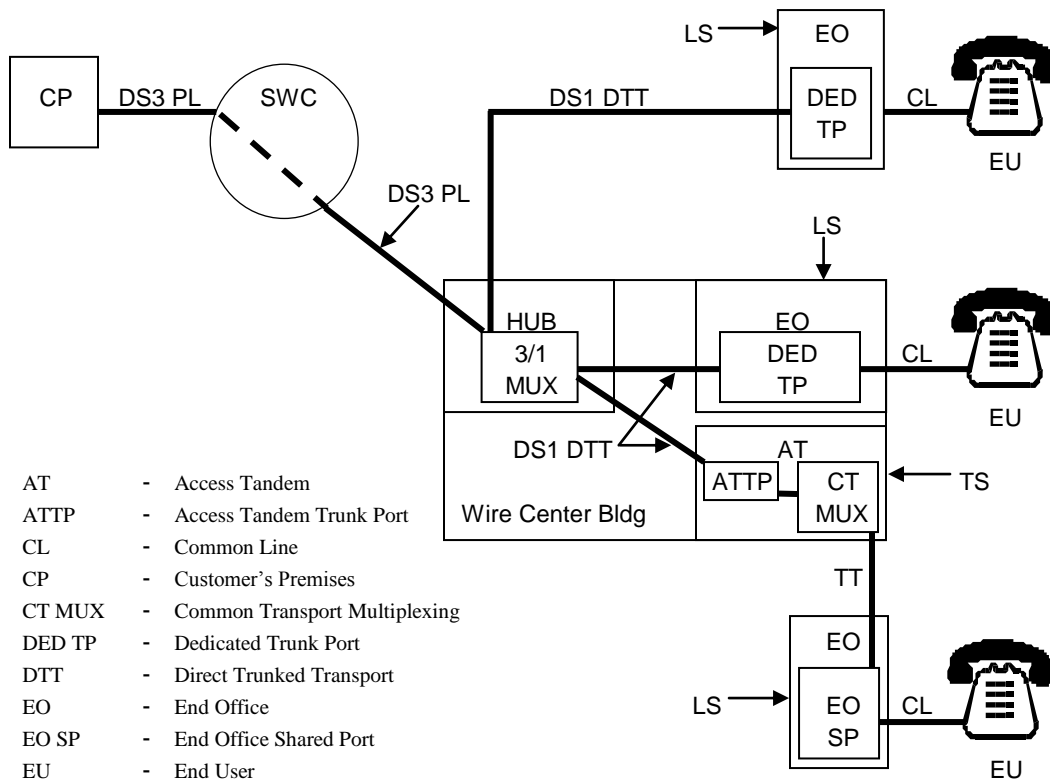 LS
EO
CP
DS3 PL
SWC
DS1 DTT
DED
TP
CL
EU
DS3 PL
LS
HUB
3/1
MUX
EO
DED
TP
CL
EU
DS1 DTT
AT
ATTP
CT
MUX
TS
Wire Center Bldg
TT
EO
LS
EO
SP
CL
EU
AT - Access Tandem
ATTP - Access Tandem Trunk Port
CL - Common Line
CP - Customer's Premises
CT MUX - Common Transport Multiplexing
DED TP - Dedicated Trunk Port
DTT - Direct Trunked Transport
EO - End Office
EO SP - End Office Shared Port
EU - End User